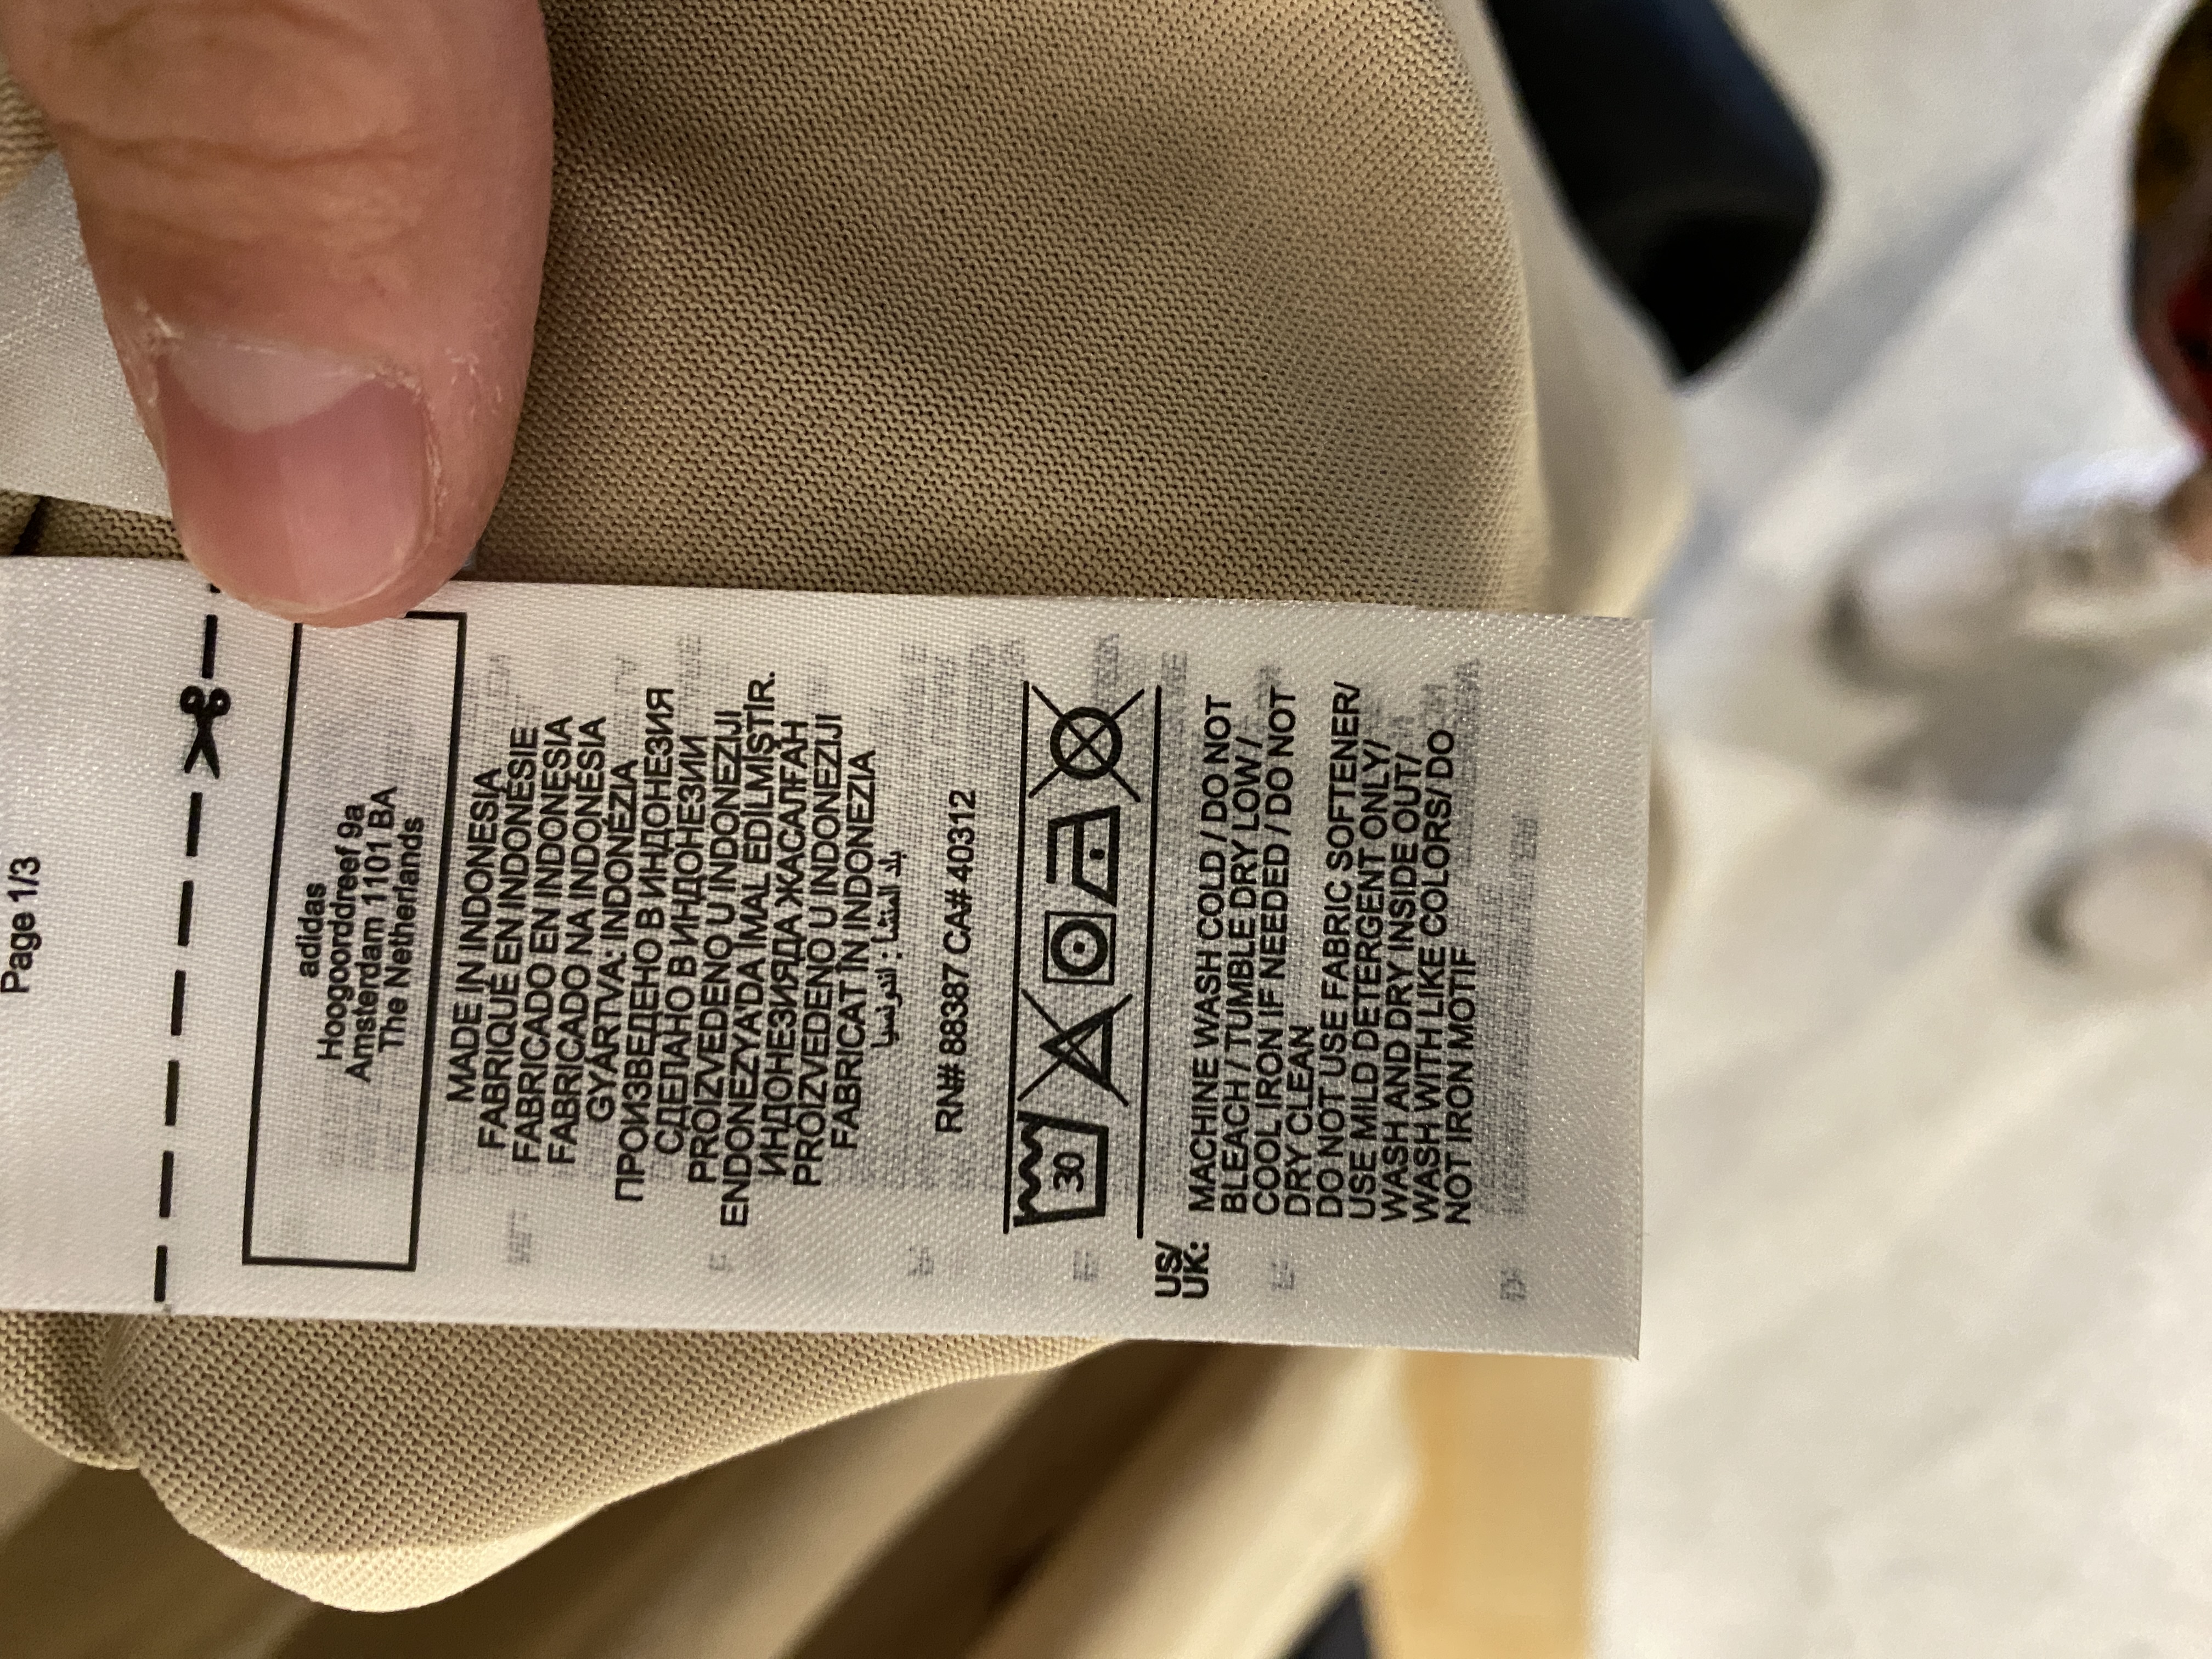 Page 1/3
adidas
Hoogoorddreef 9a
Amsterdam 1101 BA
The Netherlands
MADE IN INDONESIA
FABRIQUÉ EN INDONÉSIE
FABRICADO EN INDONESIA
FABRICADO NA INDONÉSIA
GYÁRTVA: INDONÉZIA
ПРОИЗВЕДЕНО В ИНДОНЕЗИЯ
СДЕЛАНО В ИНДОНЕЗИИ
PROIZVEDENO U INDONEZIJI
ENDONEZYA'DA İMAL EDİLMİŞTİR.
ИНДОНЕЗИЯДА ЖАСАЛҒАН
PROIZVEDENO U INDONEZIJI
FABRICAT ÎN INDONEZIA
بلد المنشأ : اندونسيا
RN# 88387 CA# 40312
30
US/
UK: MACHINE WASH COLD / DO NOT
BLEACH / TUMBLE DRY LOW /
COOL IRON IF NEEDED / DO NOT
DRY CLEAN
DO NOT USE FABRIC SOFTENER/
USE MILD DETERGENT ONLY/
WASH AND DRY INSIDE OUT/
WASH WITH LIKE COLORS/ DO
NOT IRON MOTIF